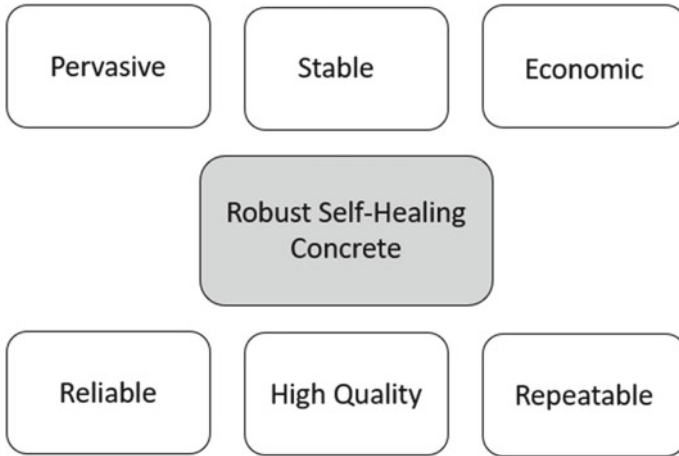 Pervasive
Stable
Economic
Robust Self-Healing
Concrete
Reliable
High Quality
Repeatable